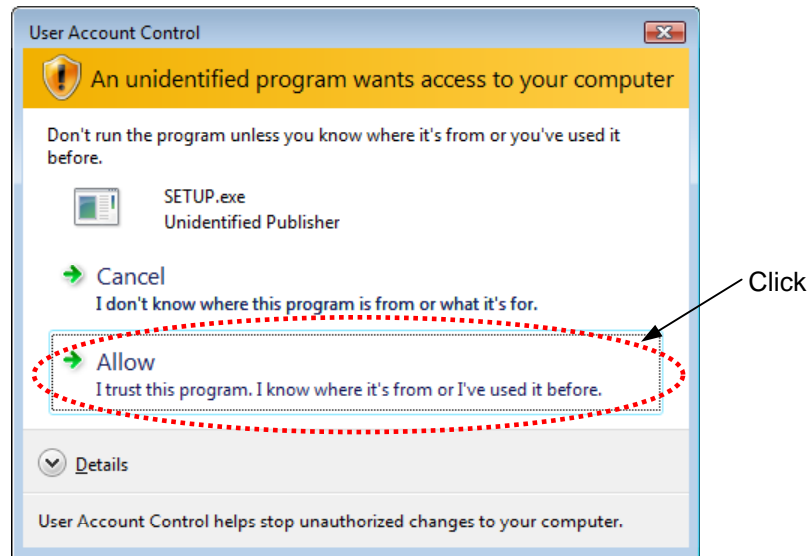 User Account Control
An unidentified program wants access to your computer
Don't run the program unless you know where it's from or you've used it
before.
SETUP.exe
Unidentified Publisher
Cancel
I don't know where this program is from or what it's for.
Click
Allow
I trust this program. I know where it's from or I've used it before.
Details
User Account Control helps stop unauthorized changes to your computer.